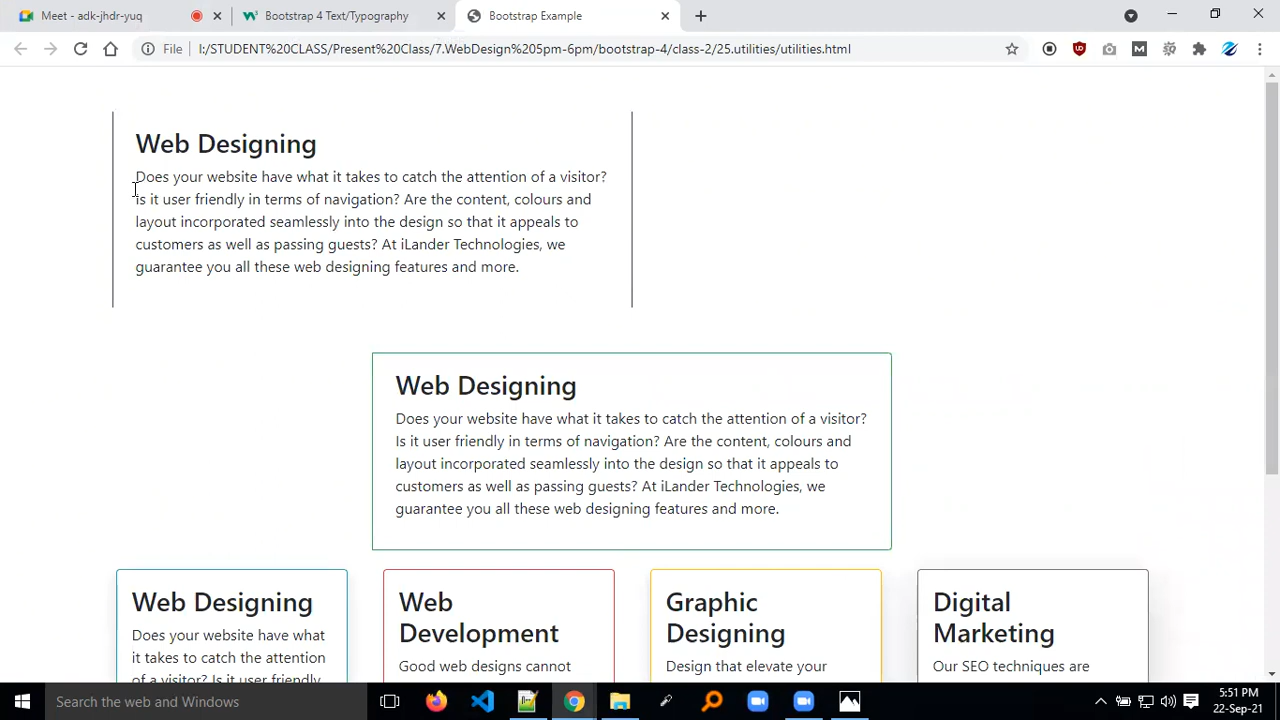 Meet - adk-jhdr-yuq
Bootstrap 4 Text/Typography
Bootstrap Example
File
I:/STUDENT%20CLASS/Present%20Class/7.WebDesign%205pm-6pm/bootstrap-4/class-2/25.utilities/utilities.html
Web Designing
Does your website have what it takes to catch the attention of a visitor?
Is it user friendly in terms of navigation? Are the content, colours and
layout incorporated seamlessly into the design so that it appeals to
customers as well as passing guests? At iLander Technologies, we
guarantee you all these web designing features and more.
Web Designing
Does your website have what it takes to catch the attention of a visitor?
Is it user friendly in terms of navigation? Are the content, colours and
layout incorporated seamlessly into the design so that it appeals to
customers as well as passing guests? At iLander Technologies, we
guarantee you all these web designing features and more.
Web Designing
Does your website have what
it takes to catch the attention
of a visitor? Is it user friendly
Web
Development
Good web designs cannot
Graphic
Designing
Design that elevate your
Digital
Marketing
Our SEO techniques are
Search the web and Windows
5:51 PM
22-Sep-21